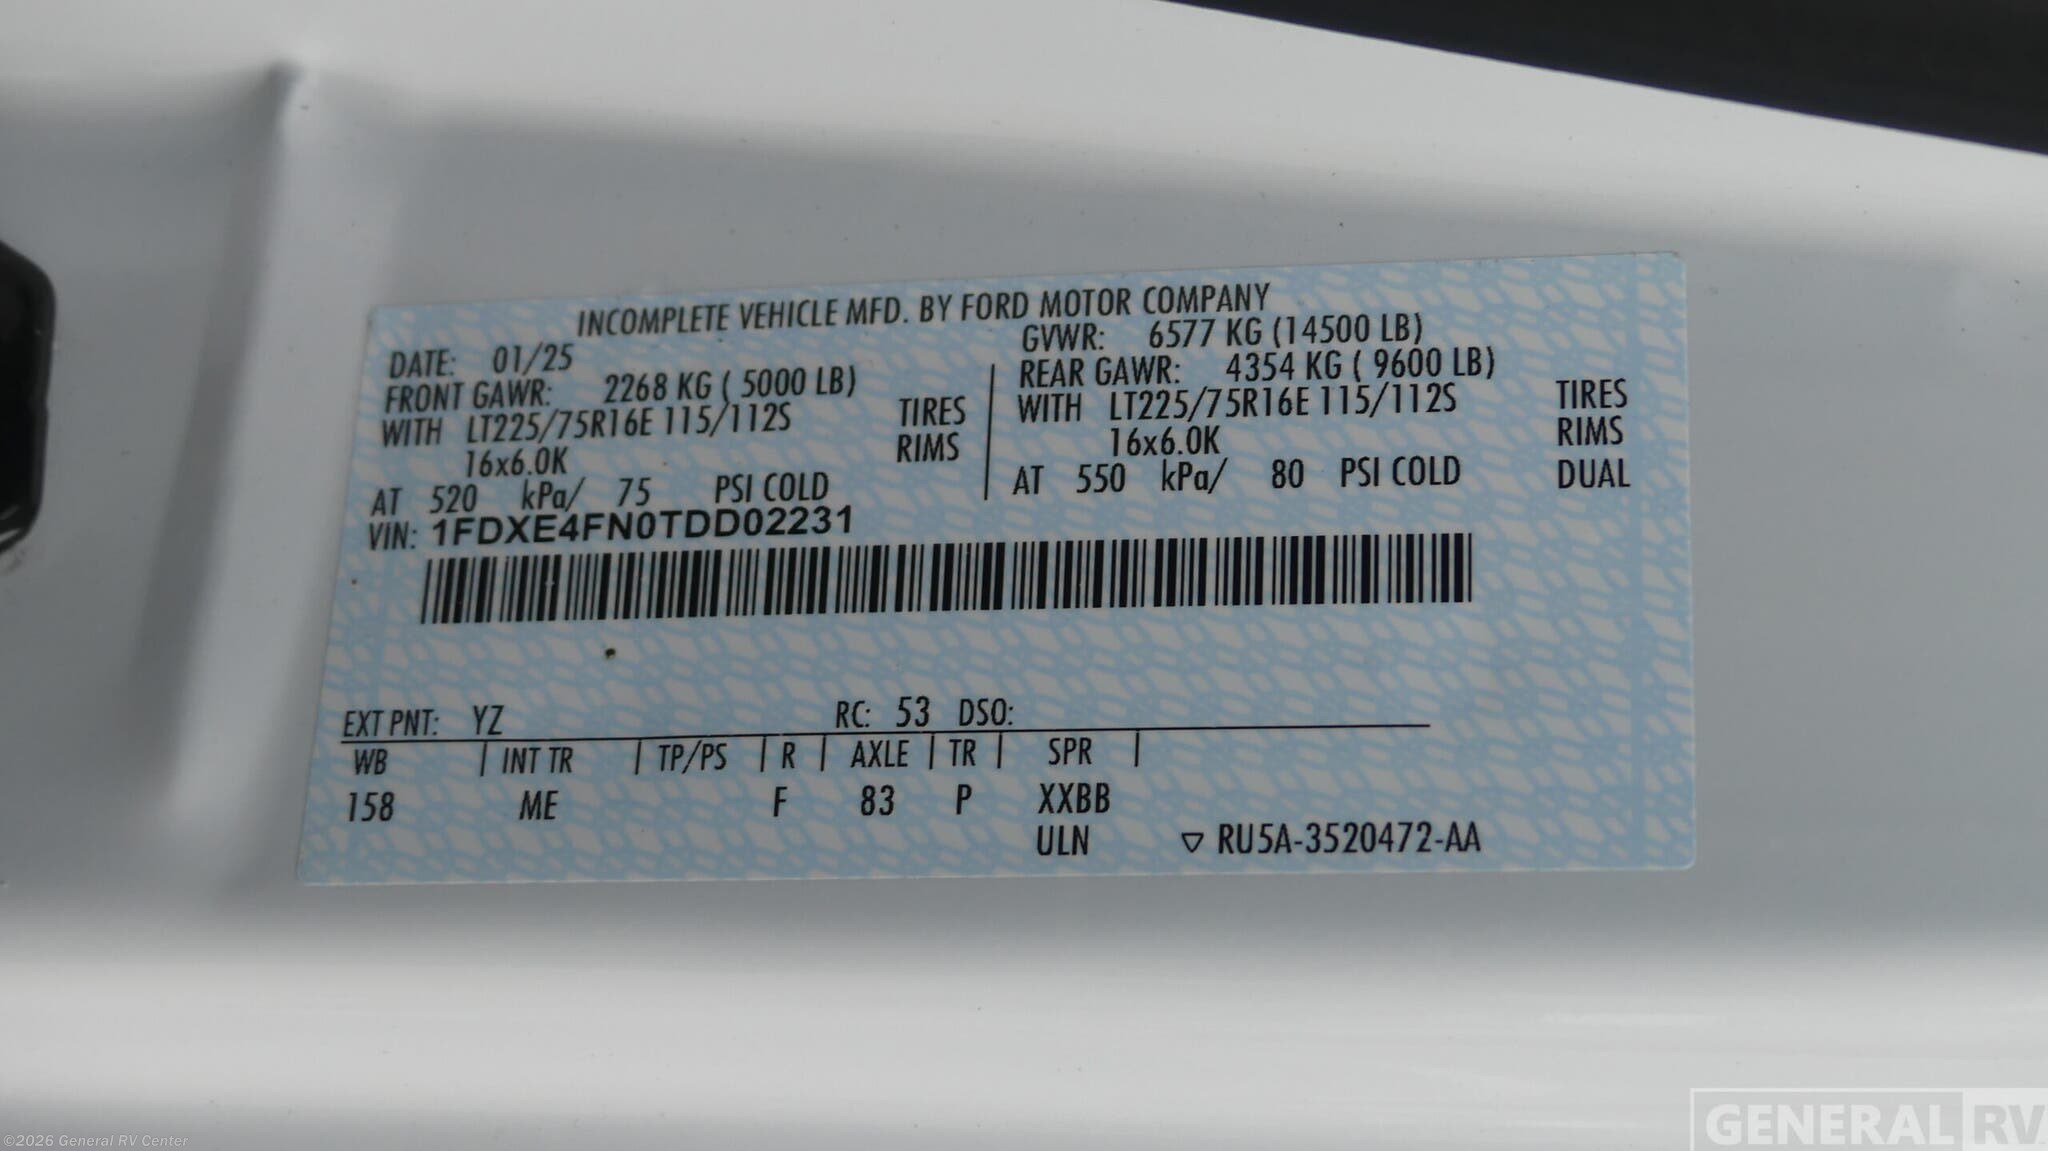 INCOMPLETE VEHICLE MFD. BY FORD MOTOR COMPANY
DATE: 01/25 GVWR: 6577 KG (14500 LB)
FRONT GAWR: 2268 KG ( 5000 LB) REAR GAWR: 4354 KG ( 9600 LB)
WITH LT225/75R16E 115/112S TIRES WITH LT225/75R16E 115/112S TIRES
16x6.0K RIMS 16x6.0K RIMS
AT 520 kPa/ 75 PSI COLD AT 550 kPa/ 80 PSI COLD DUAL
VIN: 1FDXE4FN0TDD02231
EXT PNT: YZ RC: 53 DSO:
WB INT TR TP/PS R AXLE TR SPR
158 ME F 83 P XXBB
ULN ▽ RU5A-3520472-AA
©2026 General RV Center
GENERAL RV